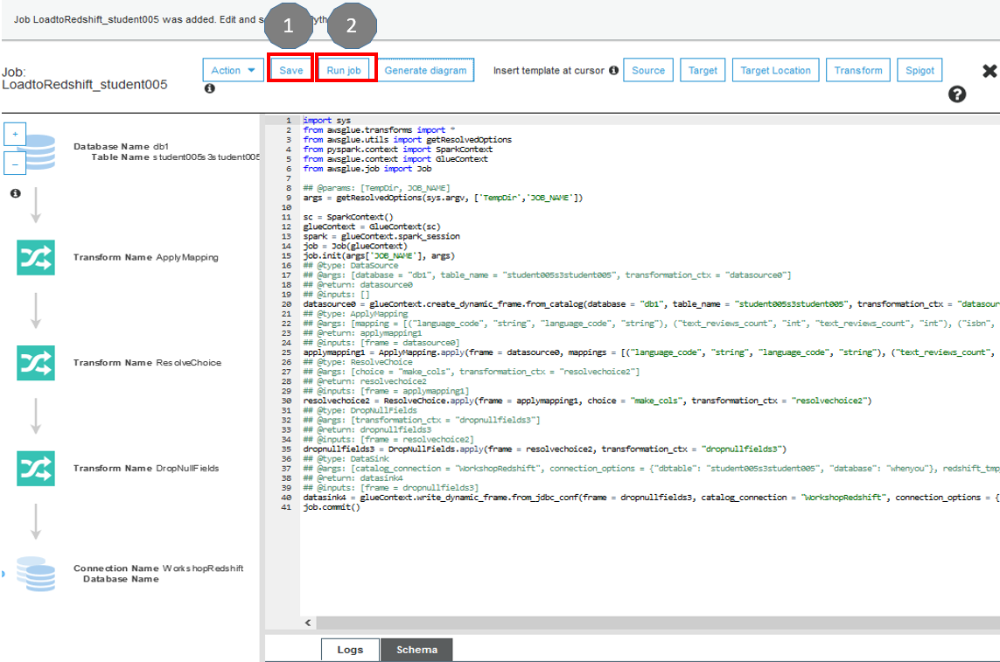 Job LoadtoRedshift_student005 was added. Edit and s
1
2
Job:
LoadtoRedshift_student005
Action
Save
Run job
Generate diagram
Insert template at cursor
Source
Target
Target Location
Transform
Spigot
Database Name db1
Table Name student005s3student005
Transform Name ApplyMapping
Transform Name ResolveChoice
Transform Name DropNullFields
Connection Name WorkshopRedshift
Database Name
1 import sys
2 from awsglue.transforms import *
3 from awsglue.utils import getResolvedOptions
4 from pyspark.context import SparkContext
5 from awsglue.context import GlueContext
6 from awsglue.job import Job
7
8 ## @params: [TempDir, JOB_NAME]
9 args = getResolvedOptions(sys.argv, ['TempDir','JOB_NAME'])
10
11 sc = SparkContext()
12 glueContext = GlueContext(sc)
13 spark = glueContext.spark_session
14 job = Job(glueContext)
15 job.init(args['JOB_NAME'], args)
16 ## @type: DataSource
17 ## @args: [database = "db1", table_name = "student005s3student005", transformation_ctx = "datasource0"]
18 ## @return: datasource0
19 ## @inputs: []
20 datasource0 = glueContext.create_dynamic_frame.from_catalog(database = "db1", table_name = "student005s3student005", transformation_ctx = "datasour
21 ## @type: ApplyMapping
22 ## @args: [mapping = [("language_code", "string", "language_code", "string"), ("text_reviews_count", "int", "text_reviews_count", "int"), ("isbn",
23 ## @return: applymapping1
24 ## @inputs: [frame = datasource0]
25 applymapping1 = ApplyMapping.apply(frame = datasource0, mappings = [("language_code", "string", "language_code", "string"), ("text_reviews_count",
26 ## @type: ResolveChoice
27 ## @args: [choice = "make_cols", transformation_ctx = "resolvechoice2"]
28 ## @return: resolvechoice2
29 ## @inputs: [frame = applymapping1]
30 resolvechoice2 = ResolveChoice.apply(frame = applymapping1, choice = "make_cols", transformation_ctx = "resolvechoice2")
31 ## @type: DropNullFields
32 ## @args: [transformation_ctx = "dropnullfields3"]
33 ## @return: dropnullfields3
34 ## @inputs: [frame = resolvechoice2]
35 dropnullfields3 = DropNullFields.apply(frame = resolvechoice2, transformation_ctx = "dropnullfields3")
36 ## @type: DataSink
37 ## @args: [catalog_connection = "WorkshopRedshift", connection_options = {"dbtable": "student005s3student005", "database": "whenyou"}, redshift_tmp
38 ## @return: datasink4
39 ## @inputs: [frame = dropnullfields3]
40 datasink4 = glueContext.write_dynamic_frame.from_jdbc_conf(frame = dropnullfields3, catalog_connection = "WorkshopRedshift", connection_options = {
41 job.commit()
Logs
Schema